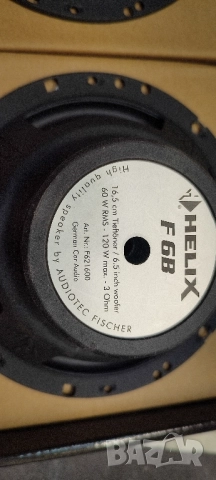 HELIX
F 6B
16,5 cm Tieftöner / 6.5 inch woofer
60 W RMS - 120 W max. - 3 Ohm
Art. Nr.: F621600
German Car-Audio
High quality speaker by AUDIOTEC FISCHER
BAZAR